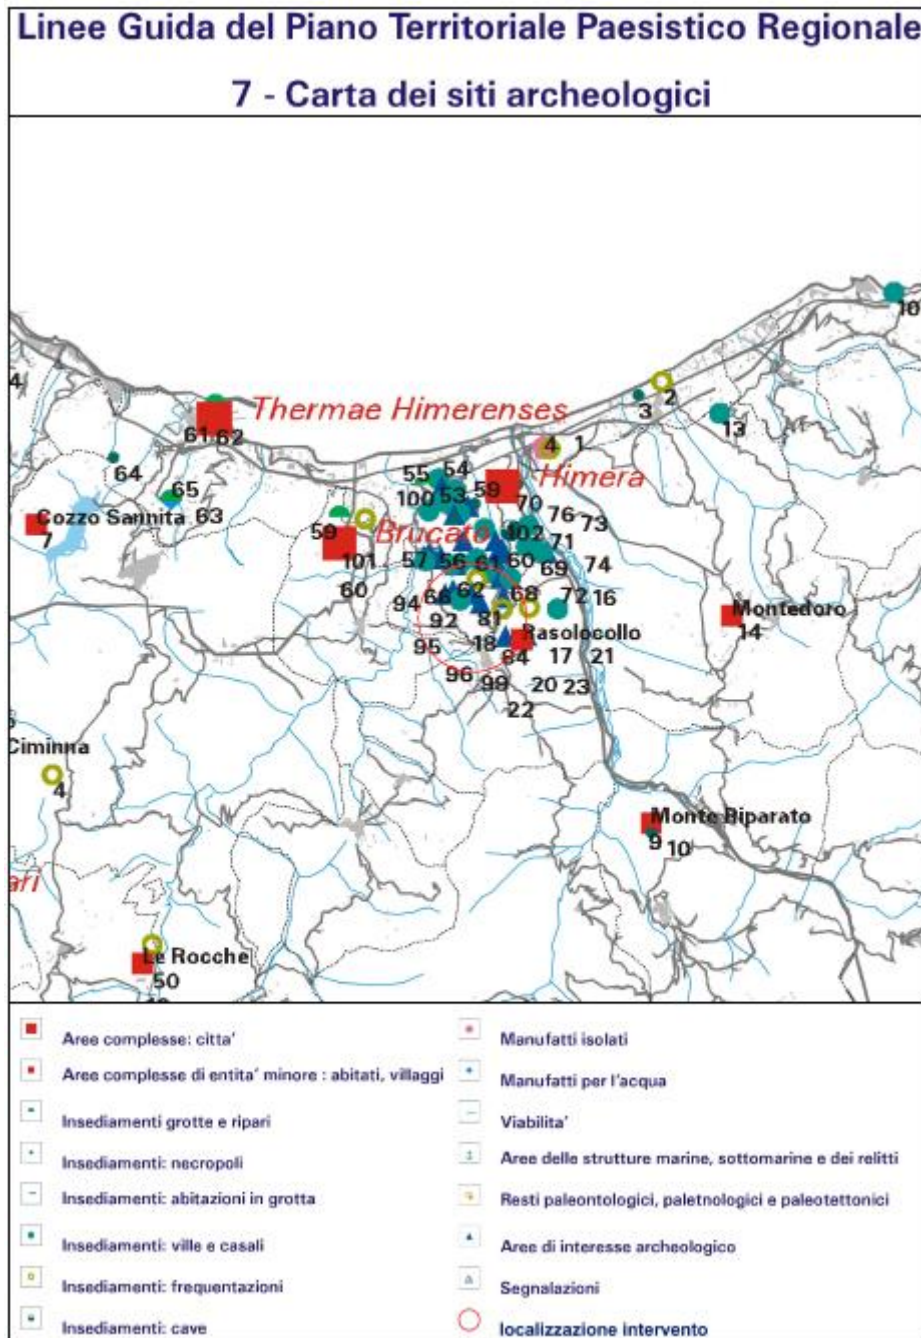 Linee Guida del Piano Territoriale Paesistico Regionale
7 - Carta dei siti archeologici
10
4
2
3
13
Thermae Himerenses
61 62
4 1
Himera
64
55 54
100 53 59
70
65
63
76 73
Cozzo Sannita
7
59
Brucato
102
71
101
57 56 61 60
69 74
60
94 66 62 68
72 16
92 81
Montedoro
14
95
18
Rasolocollo
84 17 21
96 99 20 23
22
Ciminna
4
Monte Riparato
9 10
ari
Le Rocche
50
Aree complesse: citta'
Aree complesse di entita' minore : abitati, villaggi
Insediamenti grotte e ripari
Insediamenti: necropoli
Insediamenti: abitazioni in grotta
Insediamenti: ville e casali
Insediamenti: frequentazioni
Insediamenti: cave
Manufatti isolati
Manufatti per l'acqua
Viabilita'
Aree delle strutture marine, sottomarine e dei relitti
Resti paleontologici, paletnologici e paleotettonici
Aree di interesse archeologico
Segnalazioni
localizzazione intervento